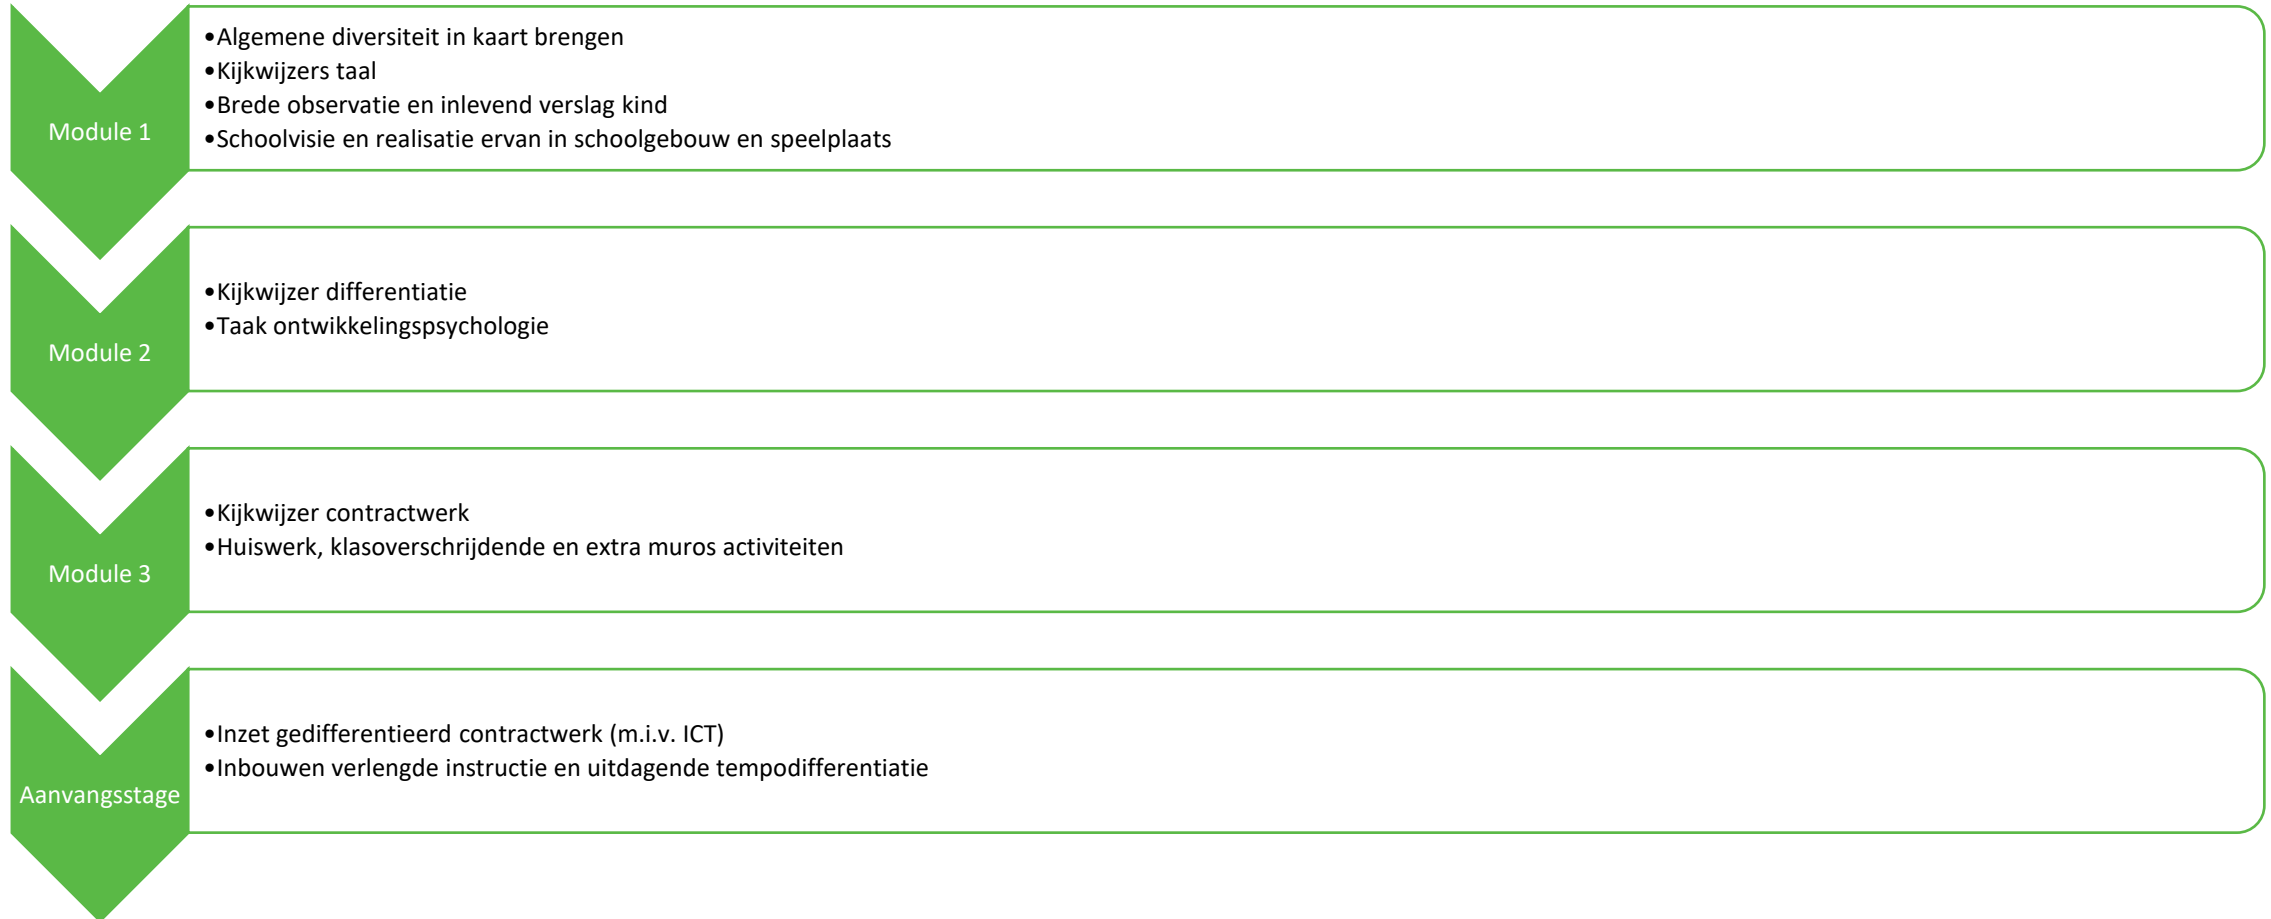 Module 1
•Algemene diversiteit in kaart brengen
•Kijkwijzers taal
•Brede observatie en inlevend verslag kind
•Schoolvisie en realisatie ervan in schoolgebouw en speelplaats
Module 2
•Kijkwijzer differentiatie
•Taak ontwikkelingspsychologie
Module 3
•Kijkwijzer contractwerk
•Huiswerk, klasoverschrijdende en extra muros activiteiten
Aanvangsstage
•Inzet gedifferentieerd contractwerk (m.i.v. ICT)
•Inbouwen verlengde instructie en uitdagende tempodifferentiatie